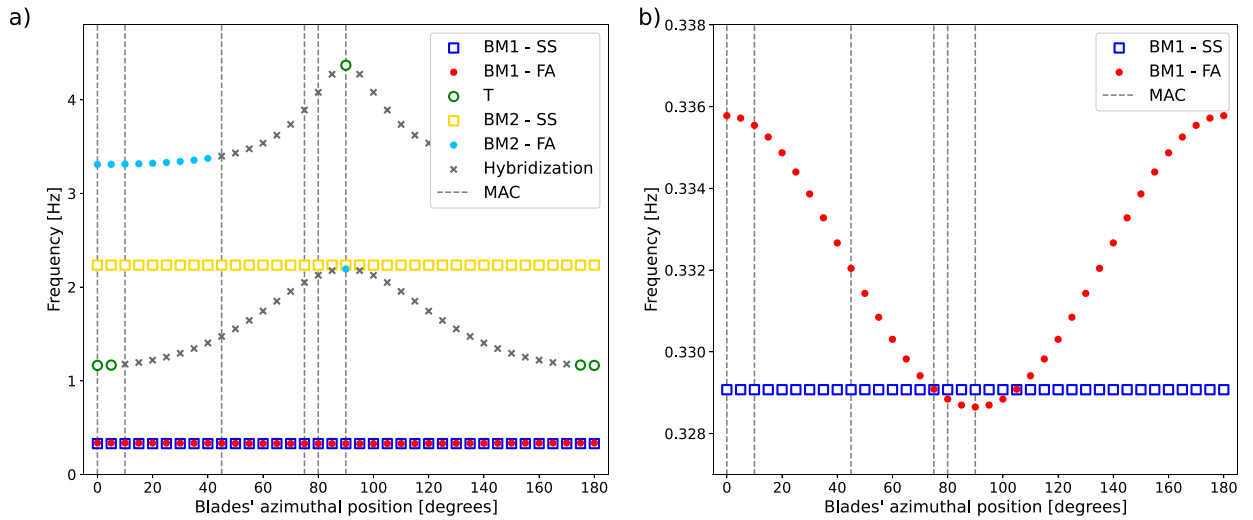 a)
4
3
2
1
0
Frequency [Hz]
0
20
40
60
80
100
120
140
160
180
Blades' azimuthal position [degrees]
BM1 - SS
BM1 - FA
T
BM2 - SS
BM2 - FA
Hybridization
MAC
b)
0.338
0.336
0.334
0.332
0.330
0.328
Frequency [Hz]
0
20
40
60
80
100
120
140
160
180
Blades' azimuthal position [degrees]
BM1 - SS
BM1 - FA
MAC